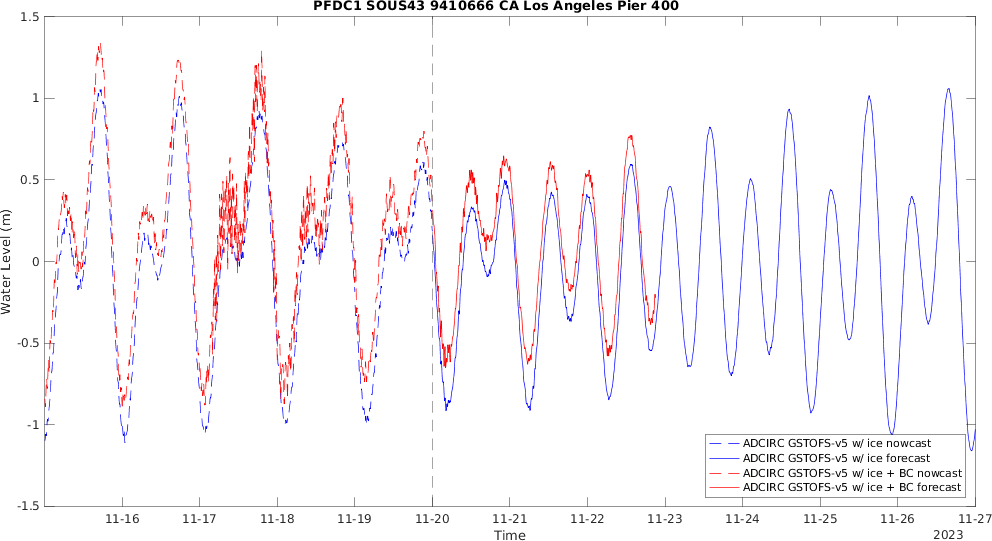 PFDC1 SOUS43 9410666 CA Los Angeles Pier 400
Water Level (m)
1.5
1
0.5
0
-0.5
-1
-1.5
11-16 11-17 11-18 11-19 11-20 11-21 11-22 11-23 11-24 11-25 11-26 11-27
Time
2023
ADCIRC GSTOFS-v5 w/ ice nowcast
ADCIRC GSTOFS-v5 w/ ice forecast
ADCIRC GSTOFS-v5 w/ ice + BC nowcast
ADCIRC GSTOFS-v5 w/ ice + BC forecast